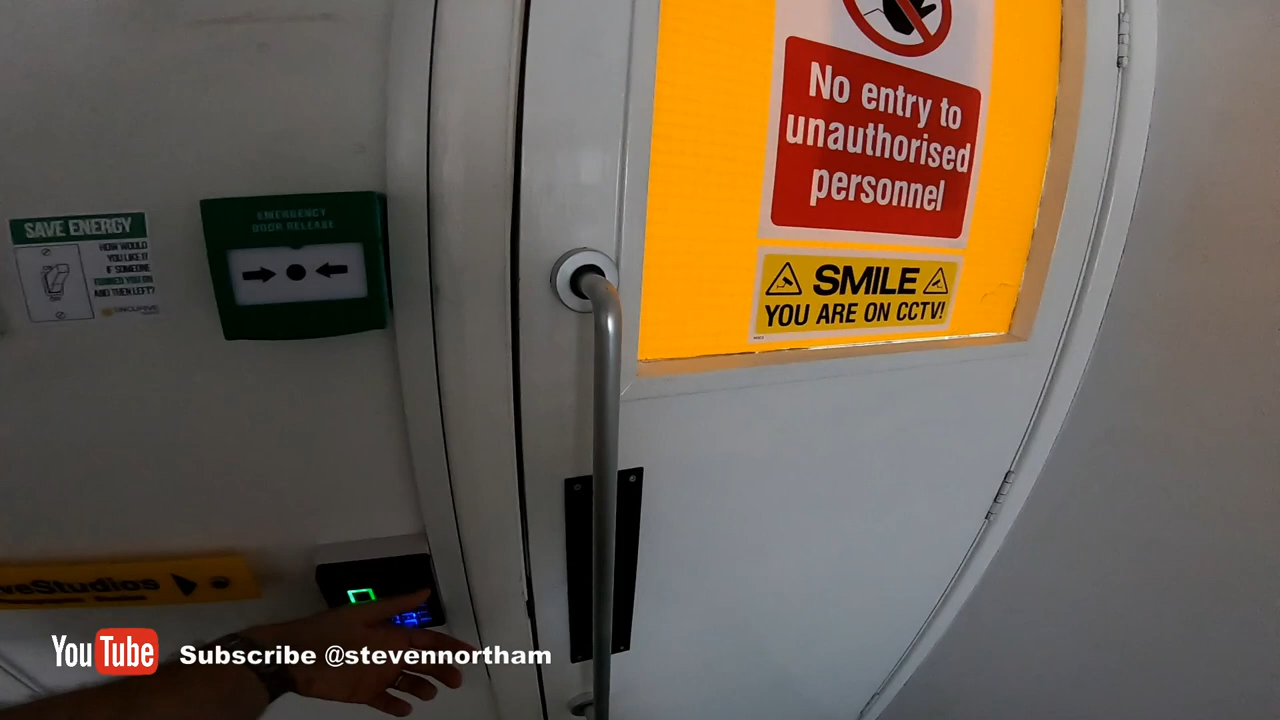 No entry to
unauthorised
personnel
SMILE
YOU ARE ON CCTV!
EMERGENCY
DOOR RELEASE
SAVE ENERGY
HOW WOULD
YOU LIKE IT
IF SOMEONE
TURNED YOU ON
AND THEN LEFT?
veStudios
YouTube
Subscribe @stevennortham